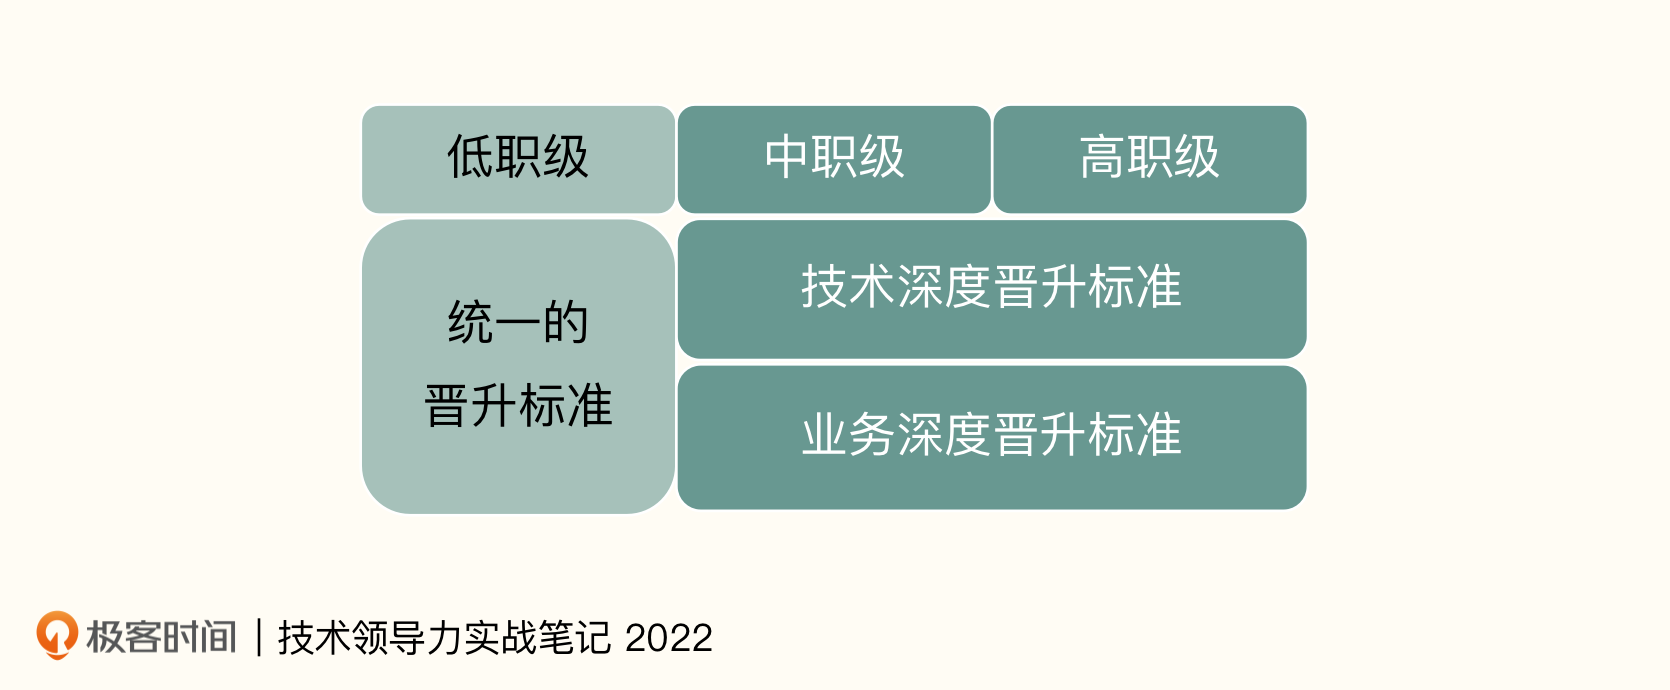 低职级 中职级 高职级
统一的
晋升标准
技术深度晋升标准
业务深度晋升标准
极客时间 | 技术领导力实战笔记 2022